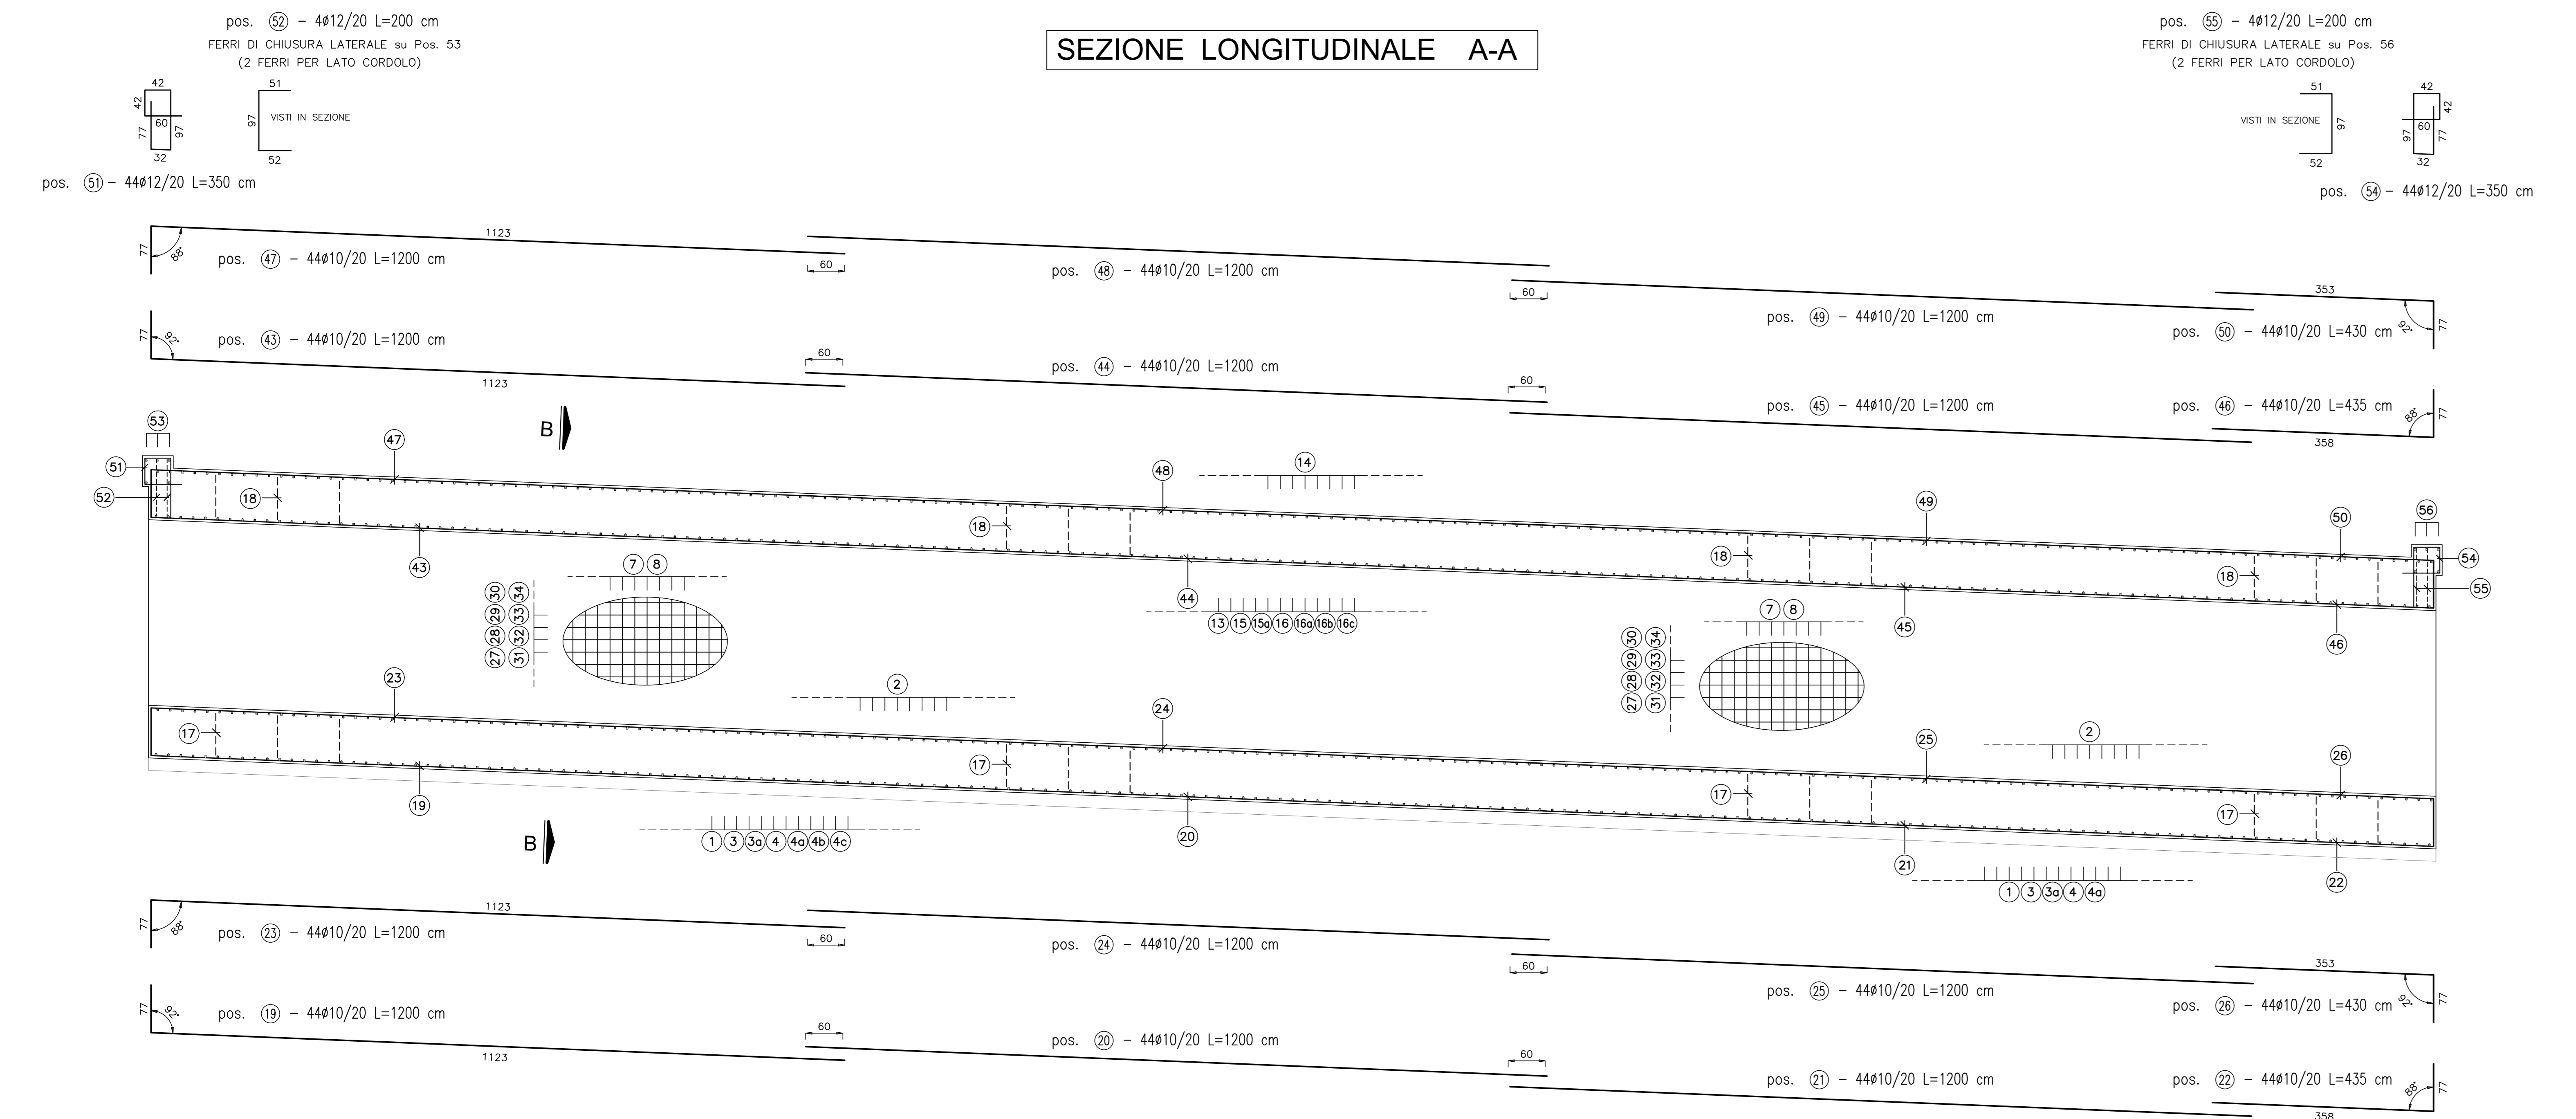 pos. 52 - 4ø12/20 L=200 cm
FERRI DI CHIUSURA LATERALE su Pos. 53
(2 FERRI PER LATO CORDOLO)
SEZIONE LONGITUDINALE A-A
pos. 55 - 4ø12/20 L=200 cm
FERRI DI CHIUSURA LATERALE su Pos. 56
(2 FERRI PER LATO CORDOLO)
42
42
60
77
97
32
51
97
VISTI IN SEZIONE
52
51
VISTI IN SEZIONE
97
52
42
42
60
97
77
32
pos. 51 - 44ø12/20 L=350 cm
pos. 54 - 44ø12/20 L=350 cm
77
88°
1123
pos. 47 - 44ø10/20 L=1200 cm
60
pos. 48 - 44ø10/20 L=1200 cm
60
pos. 49 - 44ø10/20 L=1200 cm
353
pos. 50 - 44ø10/20 L=430 cm
92°
77
77
92°
pos. 43 - 44ø10/20 L=1200 cm
1123
60
pos. 44 - 44ø10/20 L=1200 cm
60
pos. 45 - 44ø10/20 L=1200 cm
pos. 46 - 44ø10/20 L=435 cm
88°
77
358
B
53
51
52
47
18
43
48
14
18
44
49
18
45
50
56
54
18
55
46
7 8
30 34
29 33
28 32
27 31
13 15 15a 16 16a 16b 16c
7 8
30 34
29 33
28 32
27 31
23
2
24
25
2
26
17
17
17
17
19
20
21
22
B
1 3 3a 4 4a 4b 4c
1 3 3a 4 4a
77
88°
1123
pos. 23 - 44ø10/20 L=1200 cm
60
pos. 24 - 44ø10/20 L=1200 cm
60
pos. 25 - 44ø10/20 L=1200 cm
353
pos. 26 - 44ø10/20 L=430 cm
92°
77
77
92°
pos. 19 - 44ø10/20 L=1200 cm
1123
60
pos. 20 - 44ø10/20 L=1200 cm
60
pos. 21 - 44ø10/20 L=1200 cm
pos. 22 - 44ø10/20 L=435 cm
88°
77
358